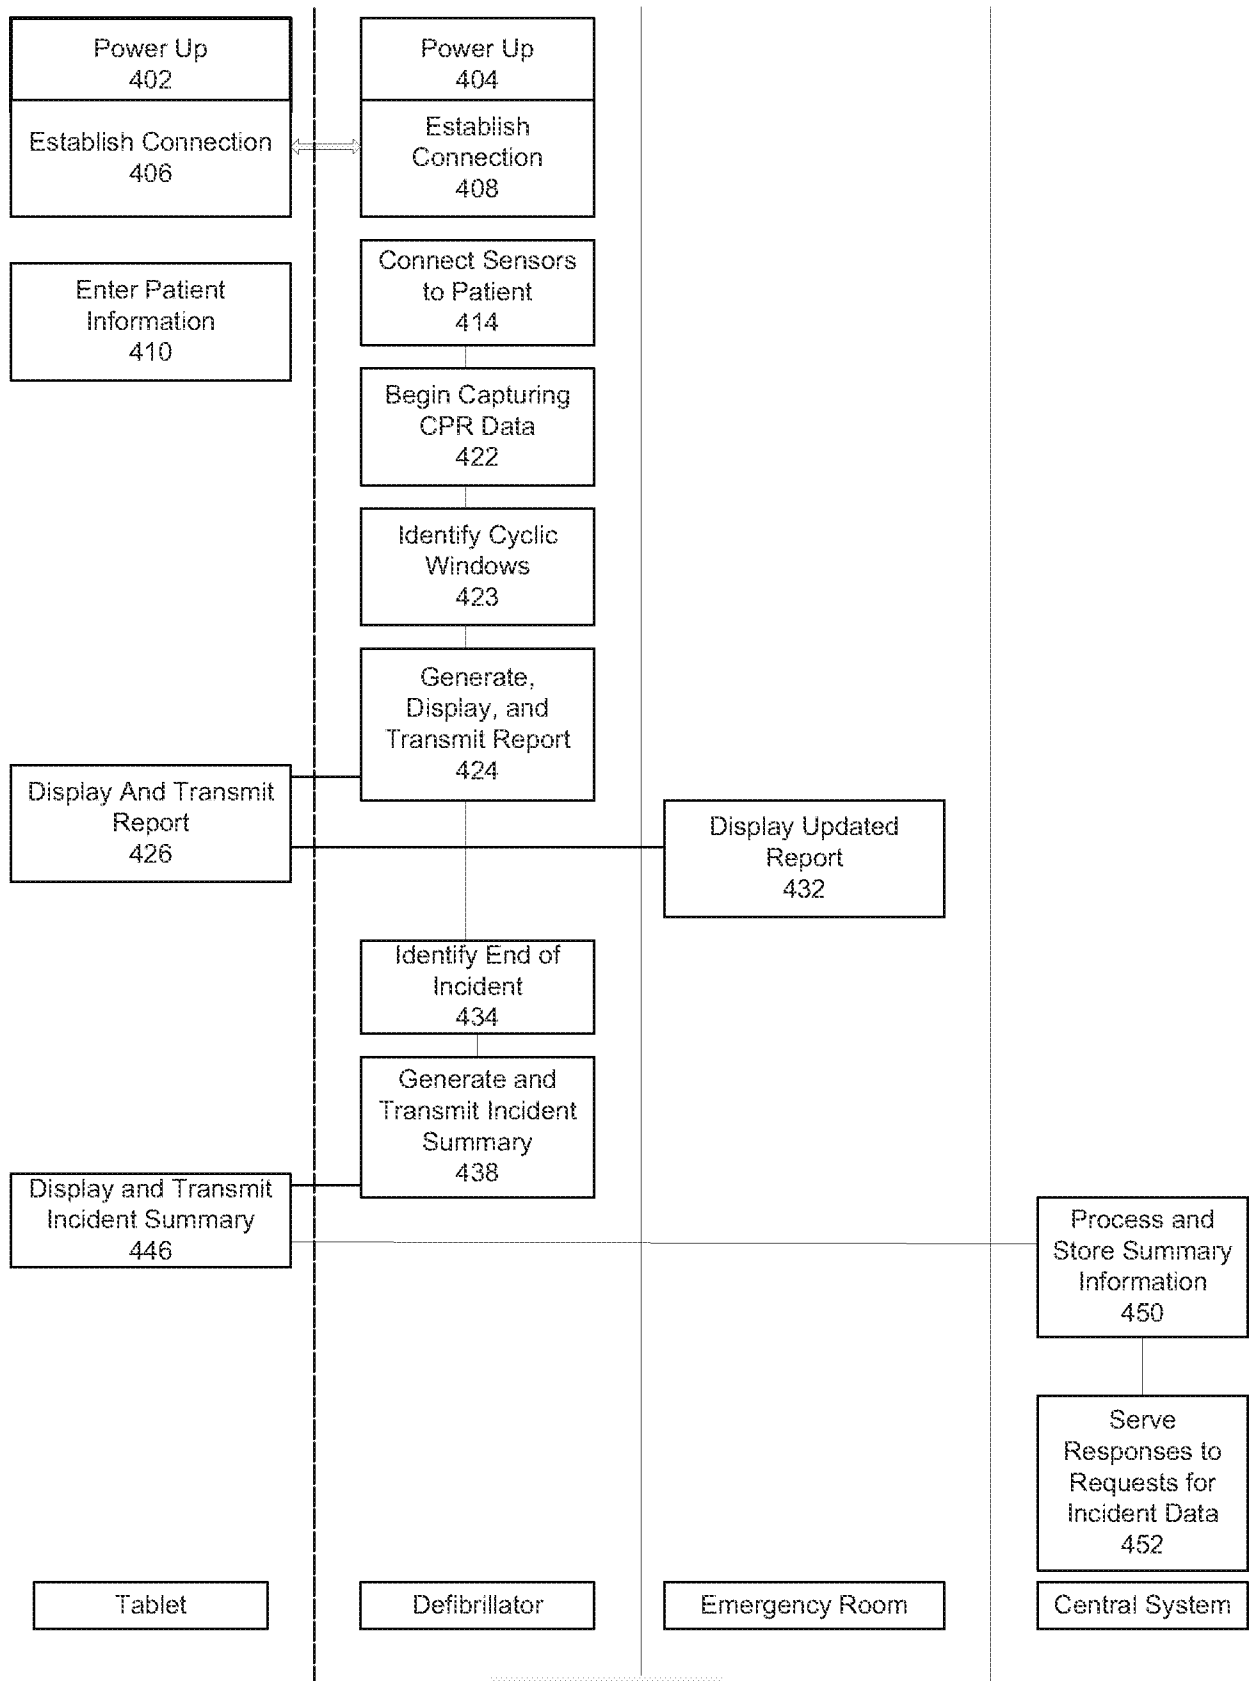 Power Up
402
Power Up
404
Establish Connection
406
Establish
Connection
408
Connect Sensors
to Patient
414
Enter Patient
Information
410
Begin Capturing
CPR Data
422
Identify Cyclic
Windows
423
Generate,
Display, and
Transmit Report
424
Display And Transmit
Report
426
Display Updated
Report
432
Identify End of
Incident
434
Generate and
Transmit Incident
Summary
438
Display and Transmit
Incident Summary
446
Process and
Store Summary
Information
450
Serve
Responses to
Requests for
Incident Data
452
Tablet
Defibrillator
Emergency Room
Central System